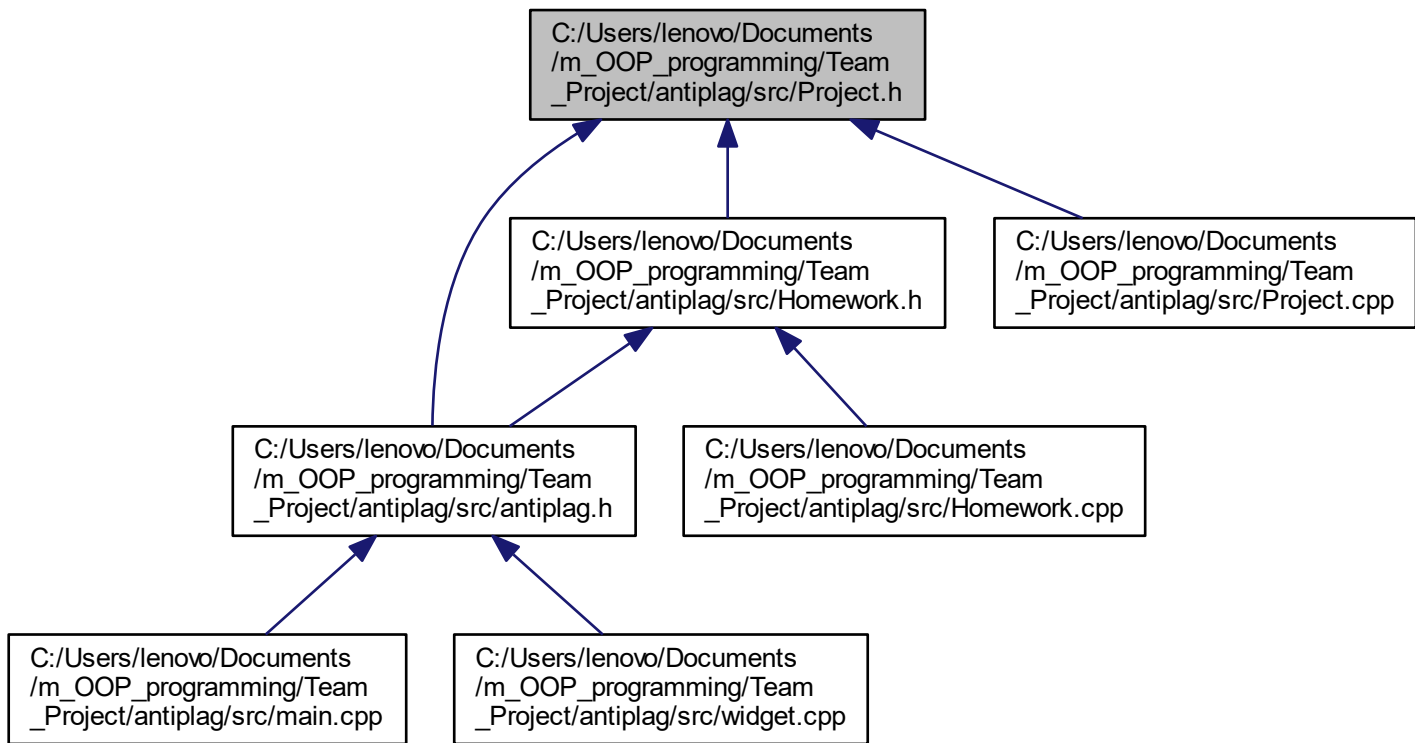 C:/Users/lenovo/Documents
/m_OOP_programming/Team
_Project/antiplag/src/Project.h
C:/Users/lenovo/Documents
/m_OOP_programming/Team
_Project/antiplag/src/Homework.h
C:/Users/lenovo/Documents
/m_OOP_programming/Team
_Project/antiplag/src/Project.cpp
C:/Users/lenovo/Documents
/m_OOP_programming/Team
_Project/antiplag/src/antiplag.h
C:/Users/lenovo/Documents
/m_OOP_programming/Team
_Project/antiplag/src/Homework.cpp
C:/Users/lenovo/Documents
/m_OOP_programming/Team
_Project/antiplag/src/main.cpp
C:/Users/lenovo/Documents
/m_OOP_programming/Team
_Project/antiplag/src/widget.cpp